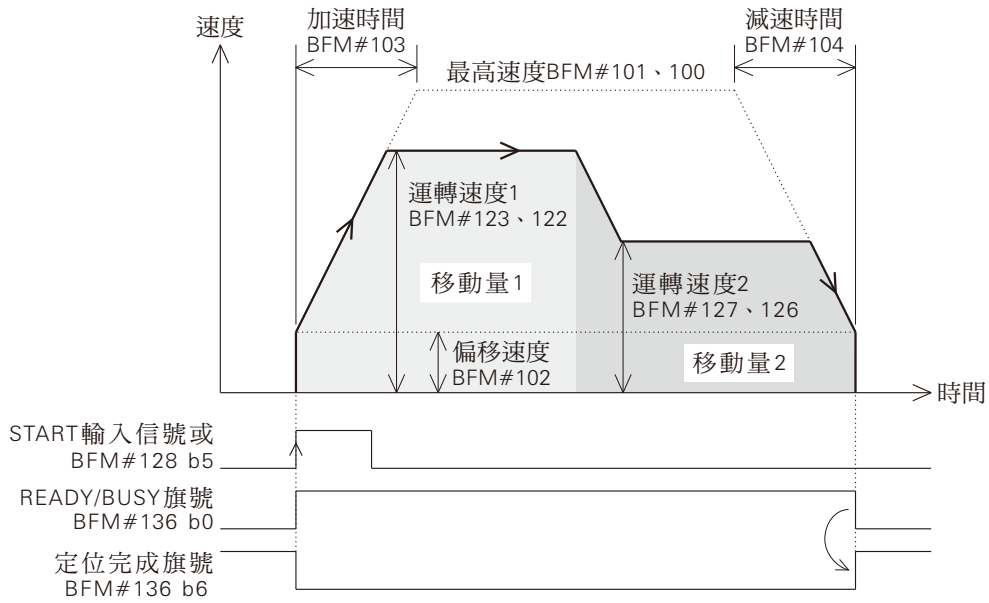 速度
加速時間
BFM#103
減速時間
BFM#104
最高速度BFM#101、100
運轉速度1
BFM#123、122
移動量1
運轉速度2
BFM#127、126
偏移速度
BFM#102
移動量2
時間
START輸入信號或
BFM#128 b5
READY/BUSY旗號
BFM#136 b0
定位完成旗號
BFM#136 b6